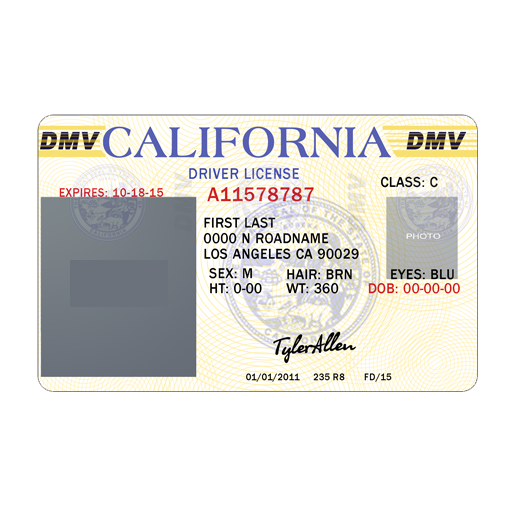 DMV CALIFORNIA DMV
DRIVER LICENSE
EXPIRES: 10-18-15
A11578787
CLASS: C
FIRST LAST
0000 N ROADNAME
LOS ANGELES CA 90029
PHOTO
SEX: M HAIR: BRN EYES: BLU
HT: 0-00 WT: 360 DOB: 00-00-00
TylerAllen
01/01/2011 235 R8 FD/15